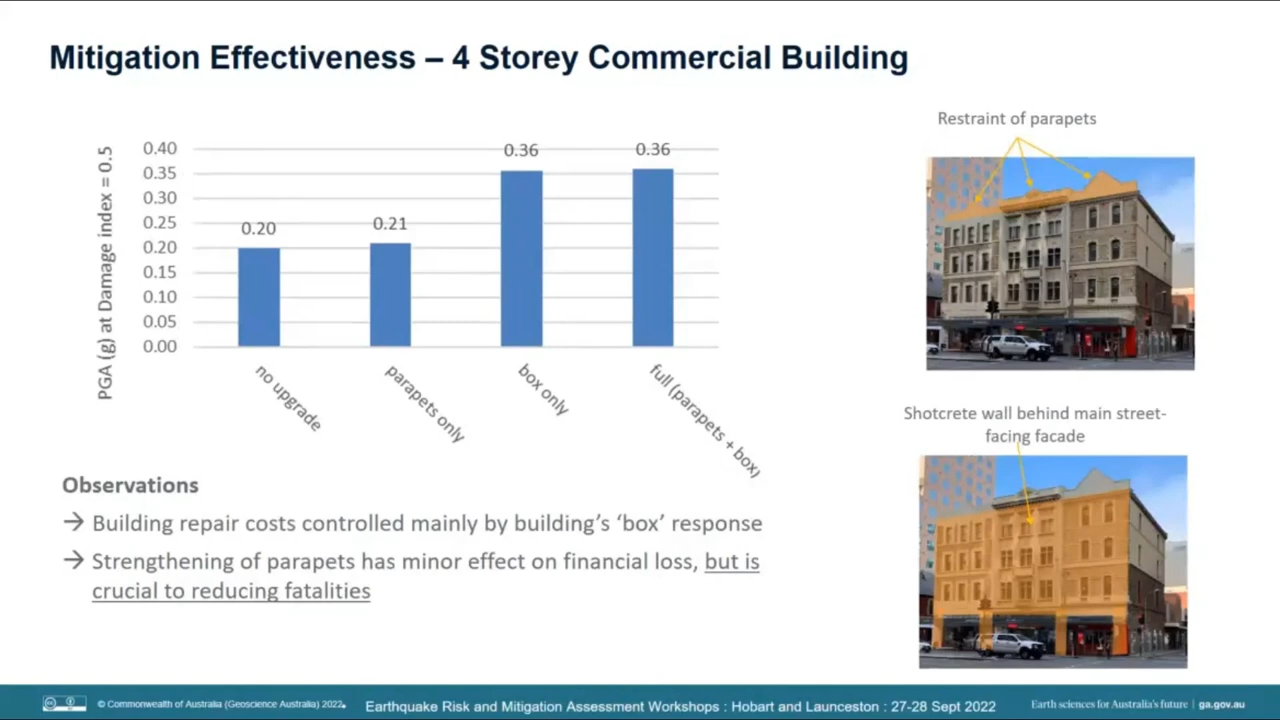 Mitigation Effectiveness – 4 Storey Commercial Building
PGA (g) at Damage index = 0.5
0.40
0.35
0.30
0.25
0.20
0.15
0.10
0.05
0.00
0.20
0.21
0.36
0.36
no upgrade
parapets only
box only
full (parapets + box)
Restraint of parapets
Shotcrete wall behind main street-
facing facade
Observations
→ Building repair costs controlled mainly by building's 'box' response
→ Strengthening of parapets has minor effect on financial loss, but is
crucial to reducing fatalities
© Commonwealth of Australia (Geoscience Australia) 2022.
Earthquake Risk and Mitigation Assessment Workshops : Hobart and Launceston : 27-28 Sept 2022
Earth sciences for Australia's future | ga.gov.au